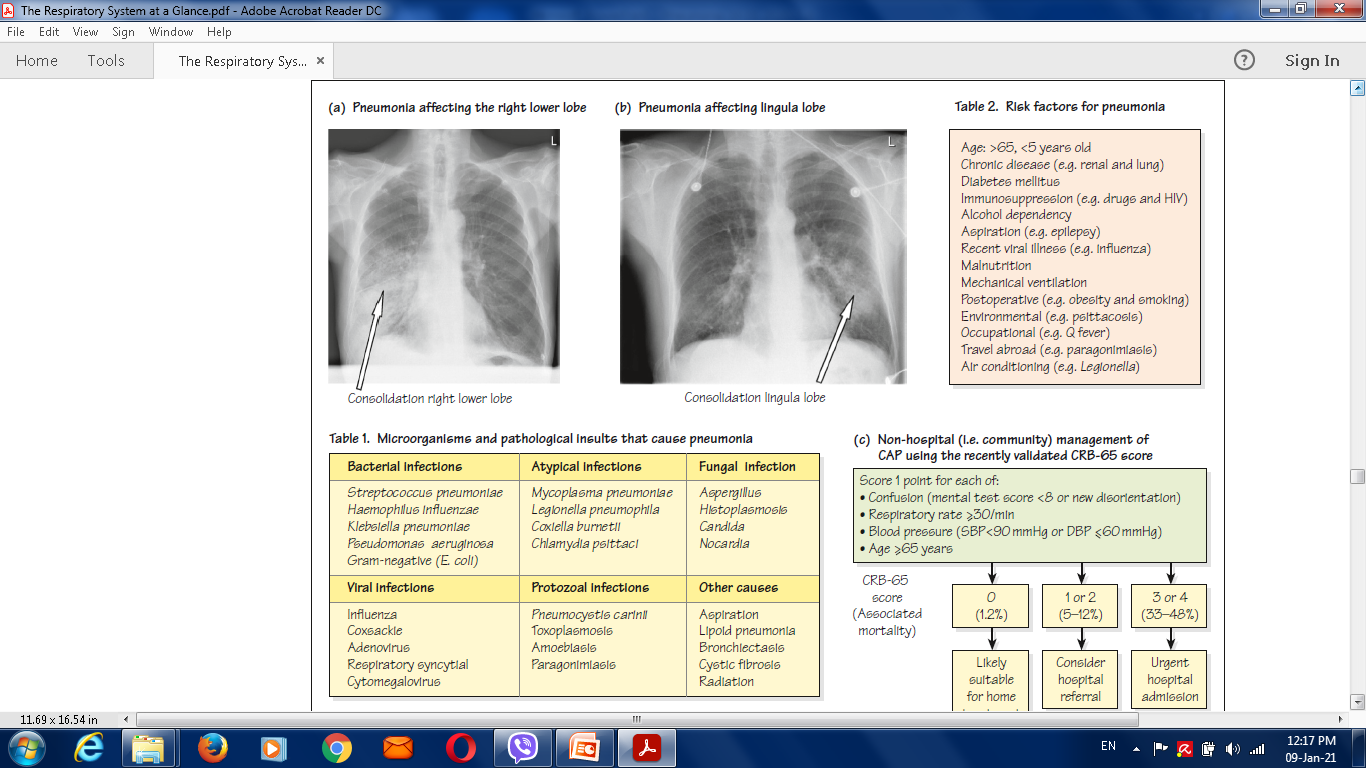 The Respiratory System at a Glance.pdf - Adobe Acrobat Reader DC
File Edit View Sign Window Help
Home Tools The Respiratory Sys... × ? Sign In
(a) Pneumonia affecting the right lower lobe
L
Consolidation right lower lobe
(b) Pneumonia affecting lingula lobe
L
Consolidation lingula lobe
Table 2. Risk factors for pneumonia
Age: >65, <5 years old
Chronic disease (e.g. renal and lung)
Diabetes mellitus
Immunosuppression (e.g. drugs and HIV)
Alcohol dependency
Aspiration (e.g. epilepsy)
Recent viral illness (e.g. influenza)
Malnutrition
Mechanical ventilation
Postoperative (e.g. obesity and smoking)
Environmental (e.g. psittacosis)
Occupational (e.g. Q fever)
Travel abroad (e.g. paragonimiasis)
Air conditioning (e.g. Legionella)
Table 1. Microorganisms and pathological insults that cause pneumonia
Bacterial infections
Streptococcus pneumoniae
Haemophilus influenzae
Klebsiella pneumoniae
Pseudomonas aeruginosa
Gram-negative (E. coli)
Atypical infections
Mycoplasma pneumoniae
Legionella pneumophila
Coxiella burnetii
Chlamydia psittaci
Fungal infection
Aspergillus
Histoplasmosis
Candida
Nocardia
Viral infections
Influenza
Coxsackie
Adenovirus
Respiratory syncytial
Cytomegalovirus
Protozoal infections
Pneumocystis carinii
Toxoplasmosis
Amoebiasis
Paragonimiasis
Other causes
Aspiration
Lipoid pneumonia
Bronchiectasis
Cystic fibrosis
Radiation
(c) Non-hospital (i.e. community) management of
CAP using the recently validated CRB-65 score
Score 1 point for each of:
• Confusion (mental test score <8 or new disorientation)
• Respiratory rate ⩾30/min
• Blood pressure (SBP<90 mmHg or DBP ⩽60 mmHg)
• Age ⩾65 years
CRB-65
score
(Associated
mortality)
0
(1.2%)
1 or 2
(5–12%)
3 or 4
(33–48%)
Likely
suitable
for home
Consider
hospital
referral
Urgent
hospital
admission
11.69 x 16.54 in
EN
12:17 PM
09-Jan-21